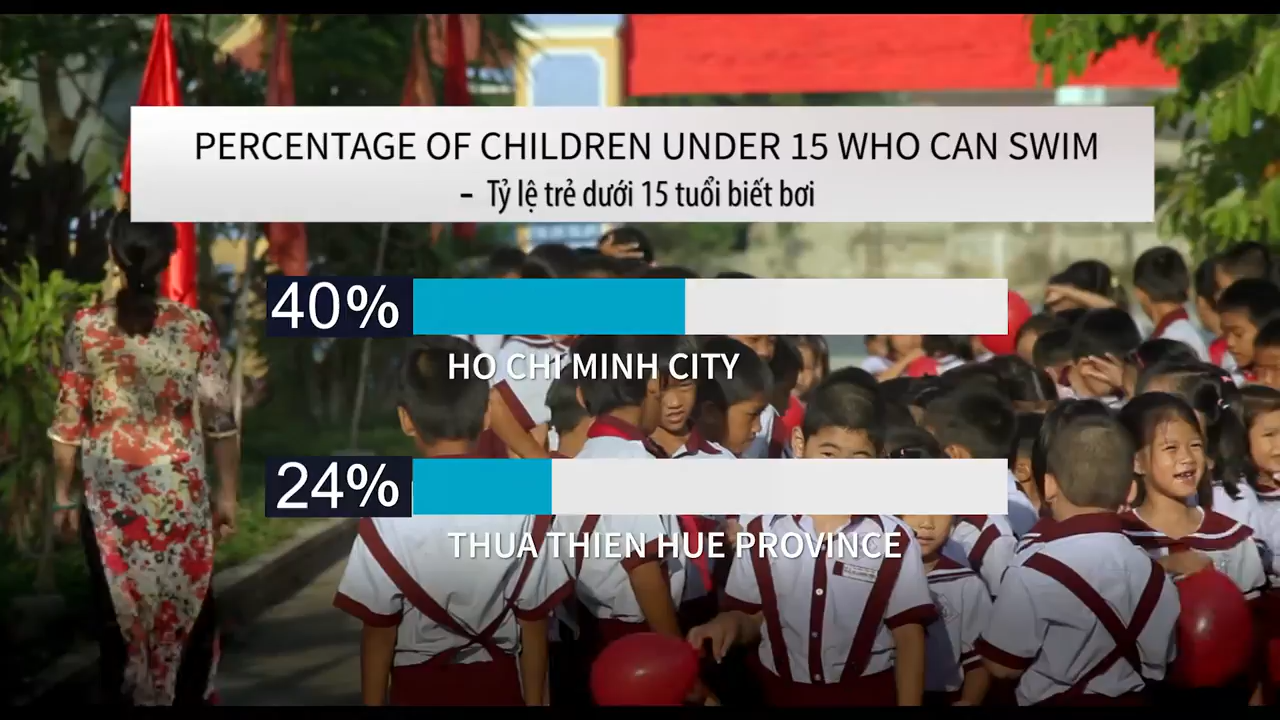 PERCENTAGE OF CHILDREN UNDER 15 WHO CAN SWIM
– Tỷ lệ trẻ dưới 15 tuổi biết bơi
40%
HO CHI MINH CITY
24%
THUA THIEN HUE PROVINCE